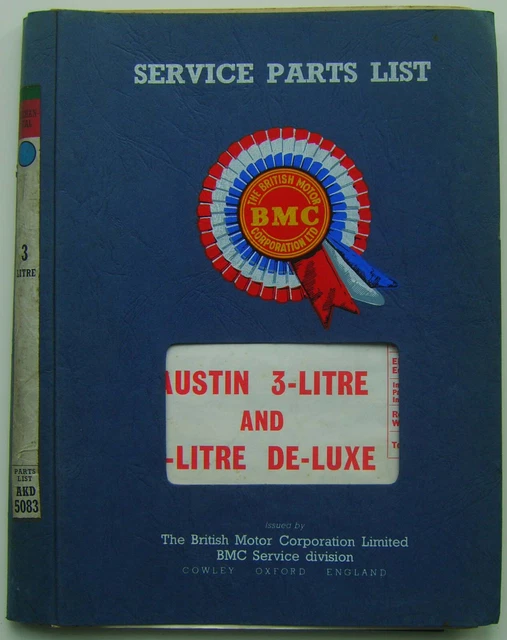 SERVICE PARTS LIST
THE BRITISH MOTOR
BMC
CORPORATION LTD
AUSTIN 3-LITRE
AND
-LITRE DE-LUXE
Issued by
The British Motor Corporation Limited
BMC Service division
COWLEY OXFORD ENGLAND
3
LITRE
PARTS
LIST
AKD
5083